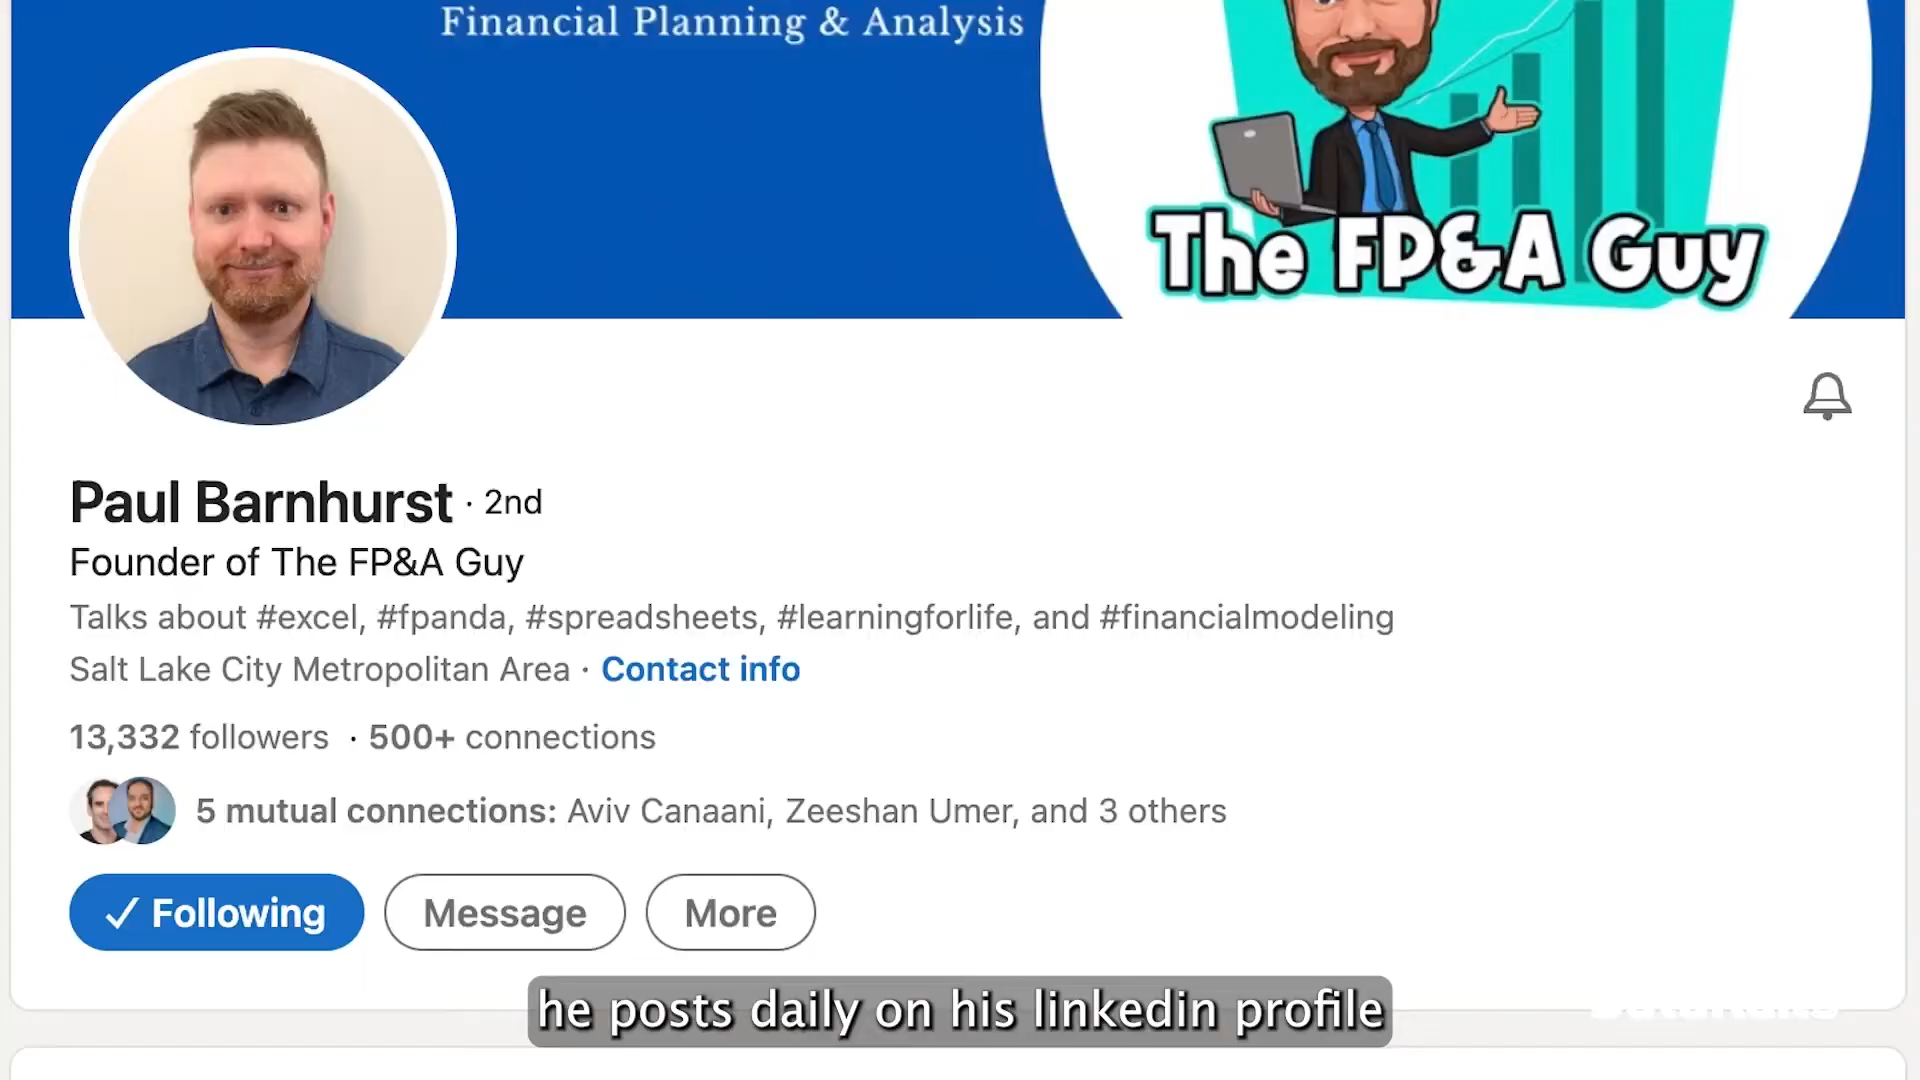 Financial Planning & Analysis
The FP&A Guy
Paul Barnhurst · 2nd
Founder of The FP&A Guy
Talks about #excel, #fpanda, #spreadsheets, #learningforlife, and #financialmodeling
Salt Lake City Metropolitan Area · Contact info
13,332 followers · 500+ connections
5 mutual connections: Aviv Canaani, Zeeshan Umer, and 3 others
✓ Following
Message
More
he posts daily on his linkedin profile